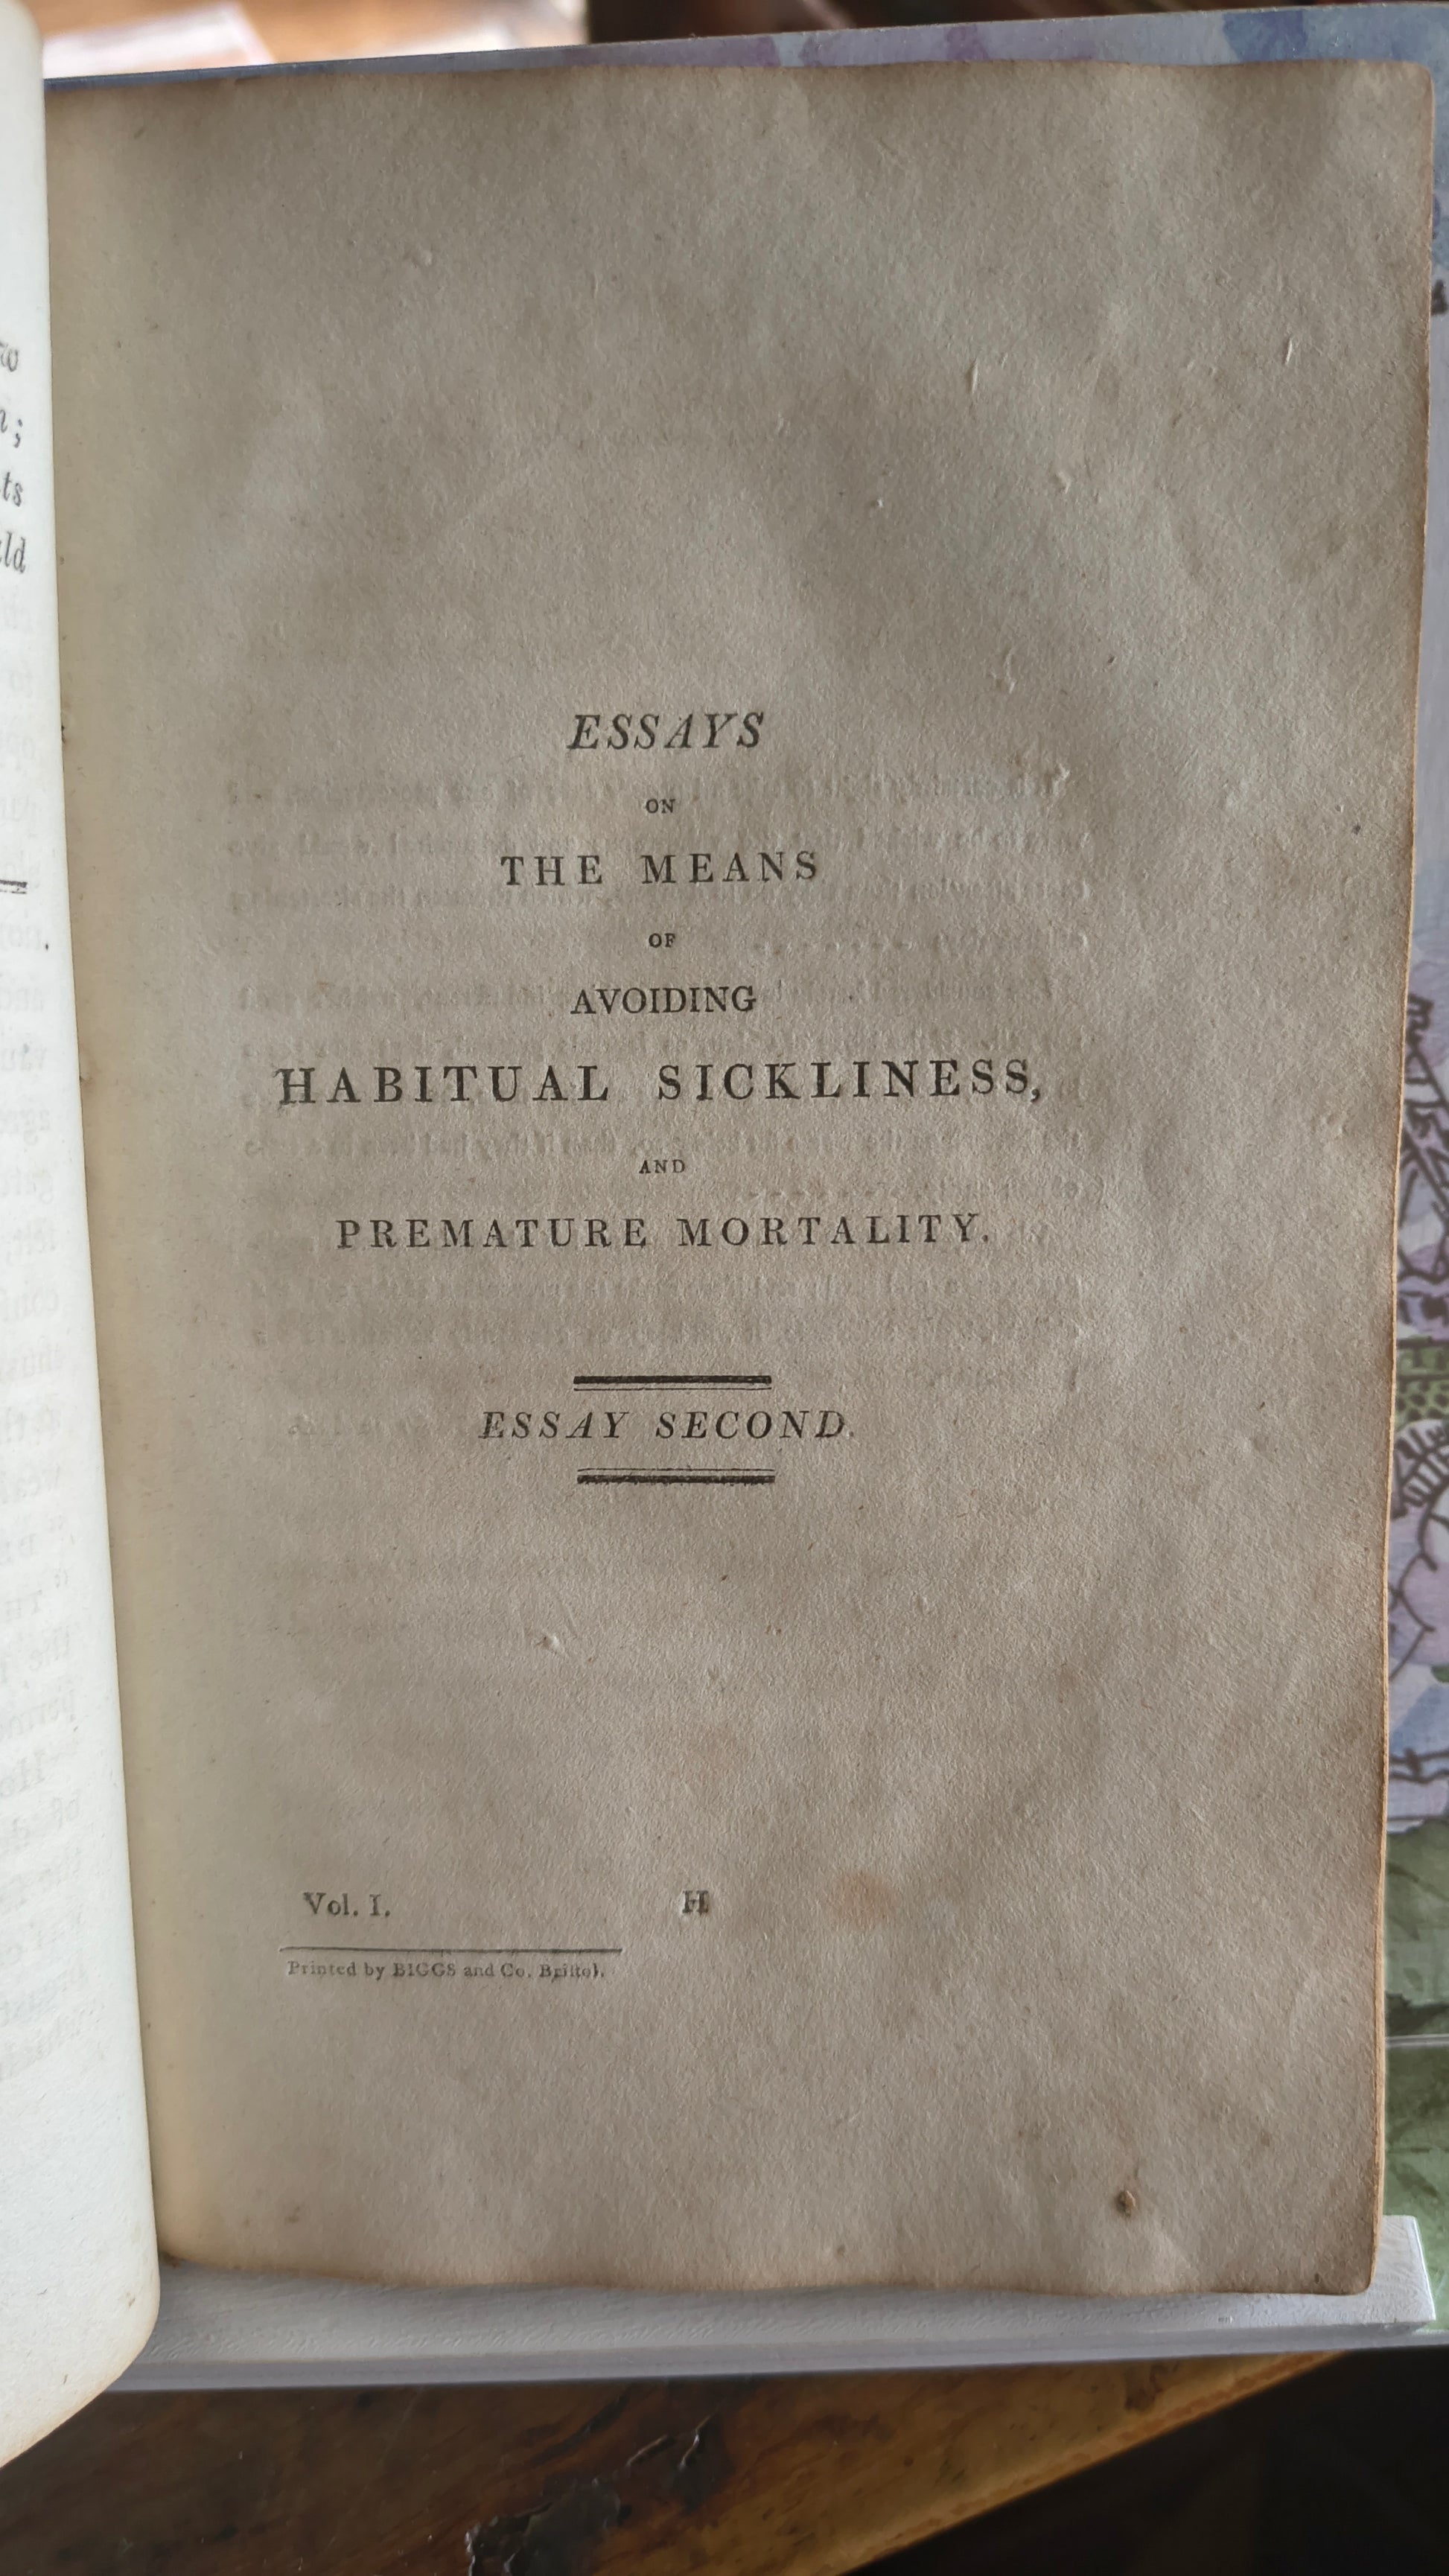 ESSAYS
ON
THE MEANS
OF
AVOIDING
HABITUAL SICKLINESS,
AND
PREMATURE MORTALITY.
ESSAY SECOND.
Vol. I. H
Printed by BIGGS and Co. Briſtol.